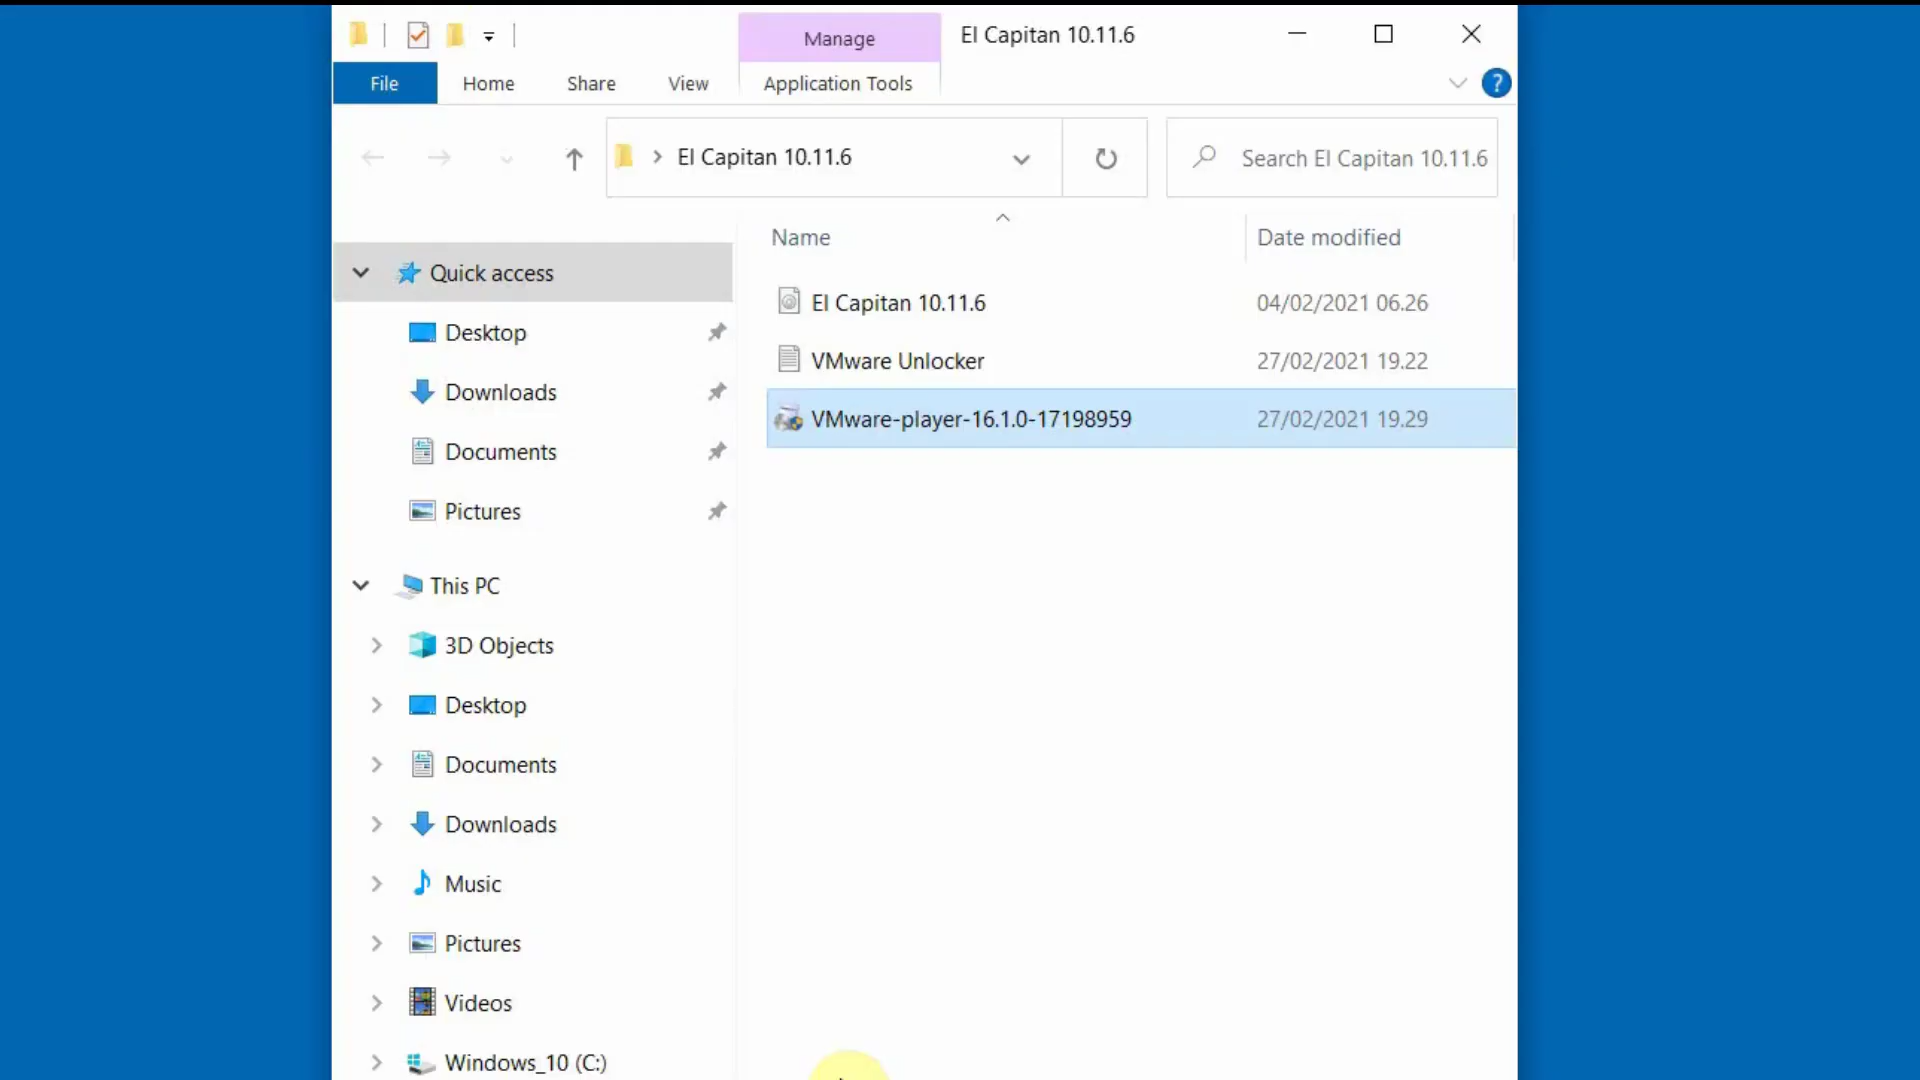 Manage
El Capitan 10.11.6
File
Home
Share
View
Application Tools
?
El Capitan 10.11.6
Search El Capitan 10.11.6
Name
Date modified
Quick access
Desktop
Downloads
Documents
Pictures
El Capitan 10.11.6
04/02/2021 06.26
VMware Unlocker
27/02/2021 19.22
VMware-player-16.1.0-17198959
27/02/2021 19.29
This PC
3D Objects
Desktop
Documents
Downloads
Music
Pictures
Videos
Windows_10 (C:)